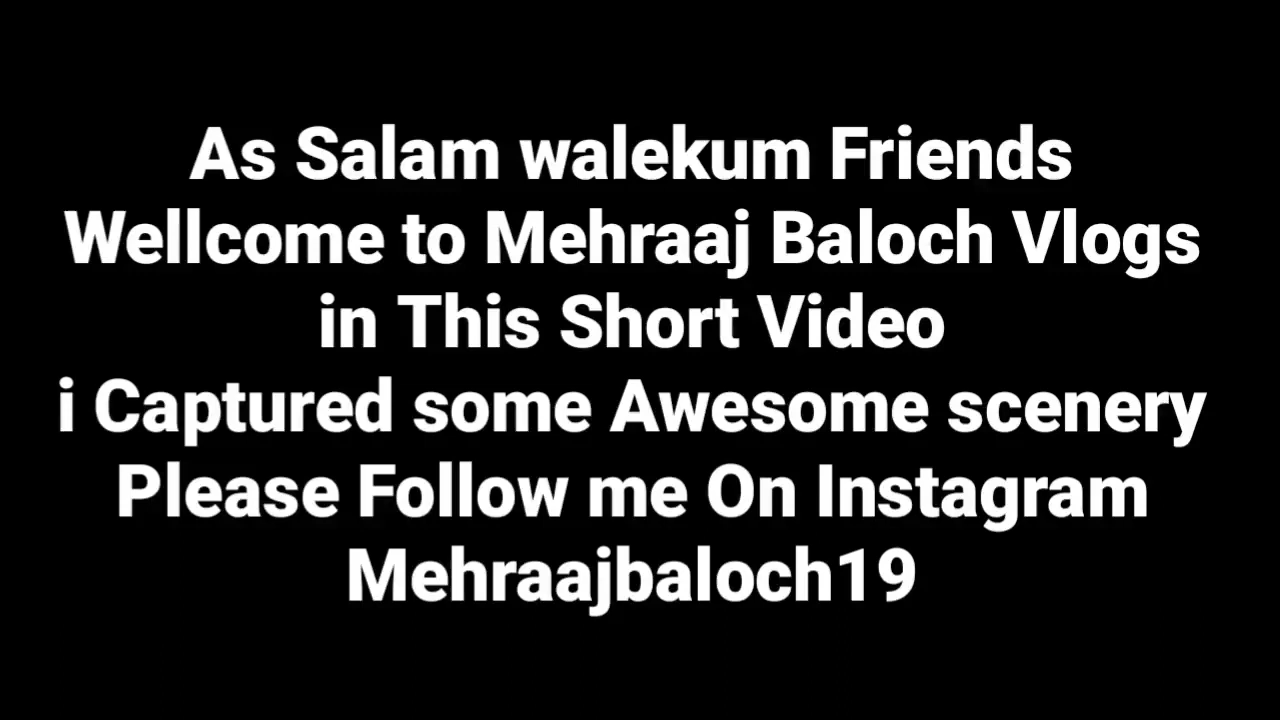 As Salam walekum Friends
Wellcome to Mehraaj Baloch Vlogs
in This Short Video
i Captured some Awesome scenery
Please Follow me On Instagram
Mehraajbaloch19